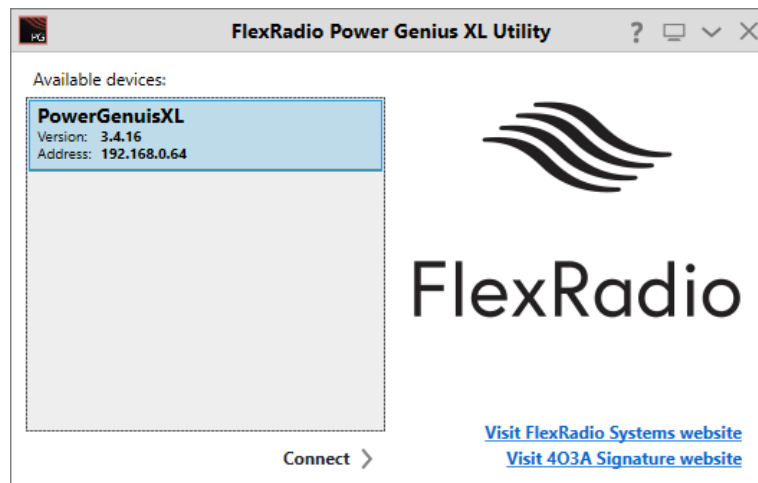 PG
FlexRadio Power Genius XL Utility
?
Available devices:
PowerGenuisXL
Version: 3.4.16
Address: 192.168.0.64
FlexRadio
Visit FlexRadio Systems website
Connect
Visit 4O3A Signature website